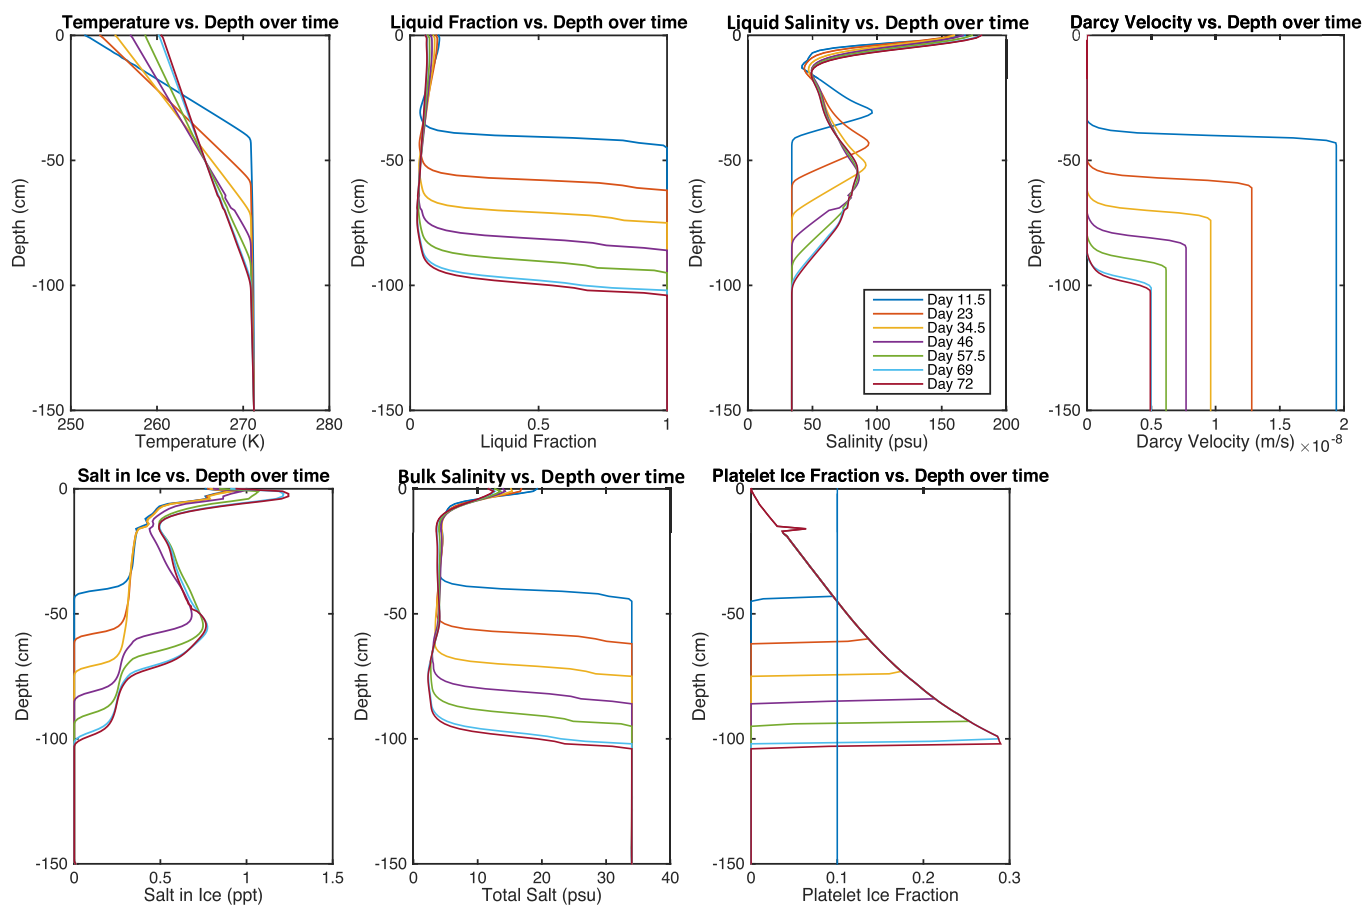 Temperature vs. Depth over time
0
-50
-100
-150
250
260
270
280
Depth (cm)
Temperature (K)
Liquid Fraction vs. Depth over time
0
-50
-100
-150
0
0.5
1
Depth (cm)
Liquid Fraction
Liquid Salinity vs. Depth over time
0
-50
-100
-150
0
50
100
150
200
Depth (cm)
Salinity (psu)
Day 11.5
Day 23
Day 34.5
Day 46
Day 57.5
Day 69
Day 72
Darcy Velocity vs. Depth over time
0
-50
-100
-150
0
0.5
1
1.5
2
Depth (cm)
Darcy Velocity (m/s) ×10-8
Salt in Ice vs. Depth over time
0
-50
-100
-150
0
0.5
1
1.5
Depth (cm)
Salt in Ice (ppt)
Bulk Salinity vs. Depth over time
0
-50
-100
-150
0
10
20
30
40
Depth (cm)
Total Salt (psu)
Platelet Ice Fraction vs. Depth over time
0
-50
-100
-150
0
0.1
0.2
0.3
Depth (cm)
Platelet Ice Fraction